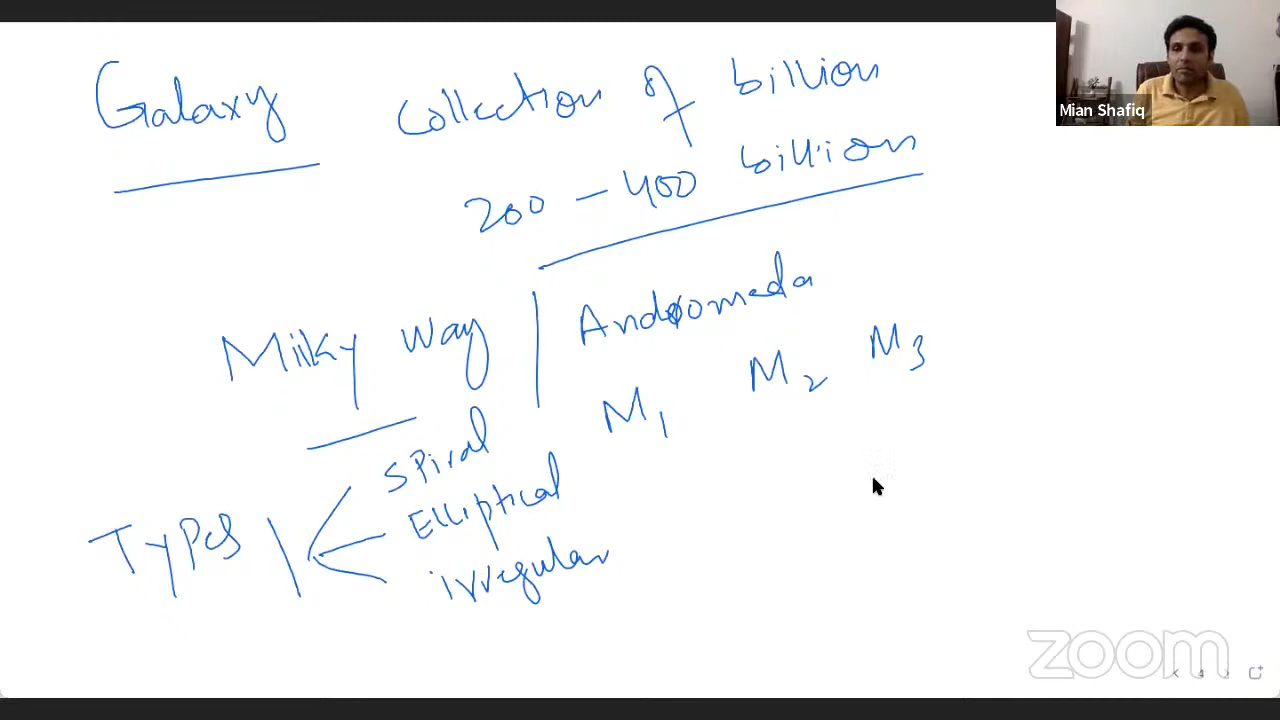 Galaxy collection of billion
200 - 400 billion
Milky Way | Andromeda
M1 M2 M3
Types
Spiral
Elliptical
irregular
Mian Shafiq
zoom
4